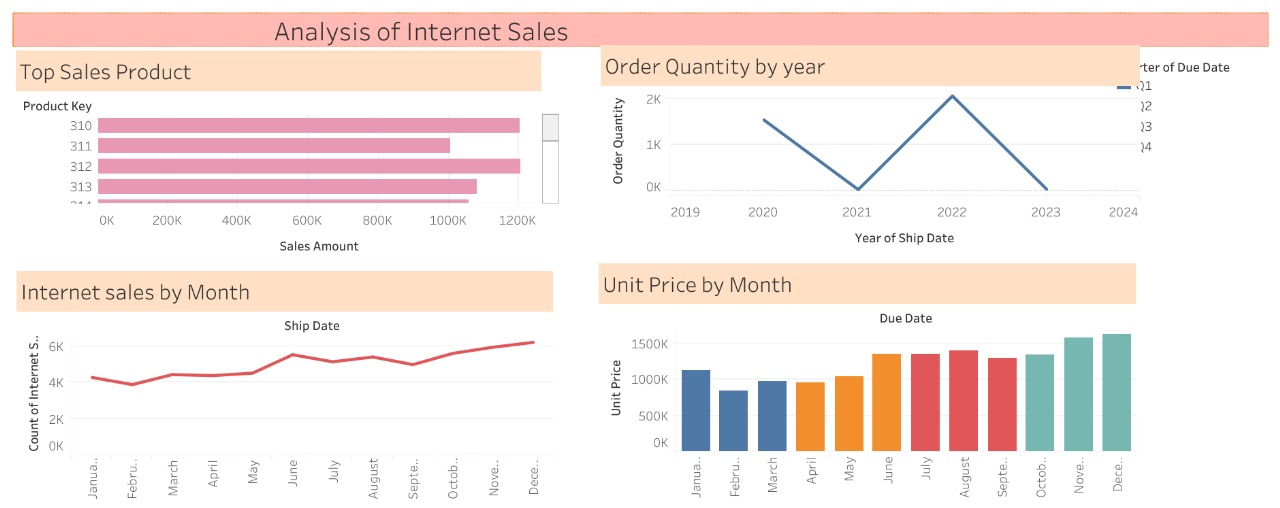 Analysis of Internet Sales
Top Sales Product
Product Key
310
311
312
313
314
0K 200K 400K 600K 800K 1000K 1200K
Sales Amount
Order Quantity by year
rter of Due Date
Q1
Q2
Q3
Q4
Order Quantity
2K
1K
0K
2019 2020 2021 2022 2023 2024
Year of Ship Date
Internet sales by Month
Ship Date
Count of Internet S..
6K
4K
2K
0K
Janua.. Febru.. March April May June July August Septe.. Octob.. Nove.. Dece..
Unit Price by Month
Due Date
Unit Price
1500K
1000K
500K
0K
Janua.. Febru.. March April May June July August Septe.. Octob.. Nove.. Dece..